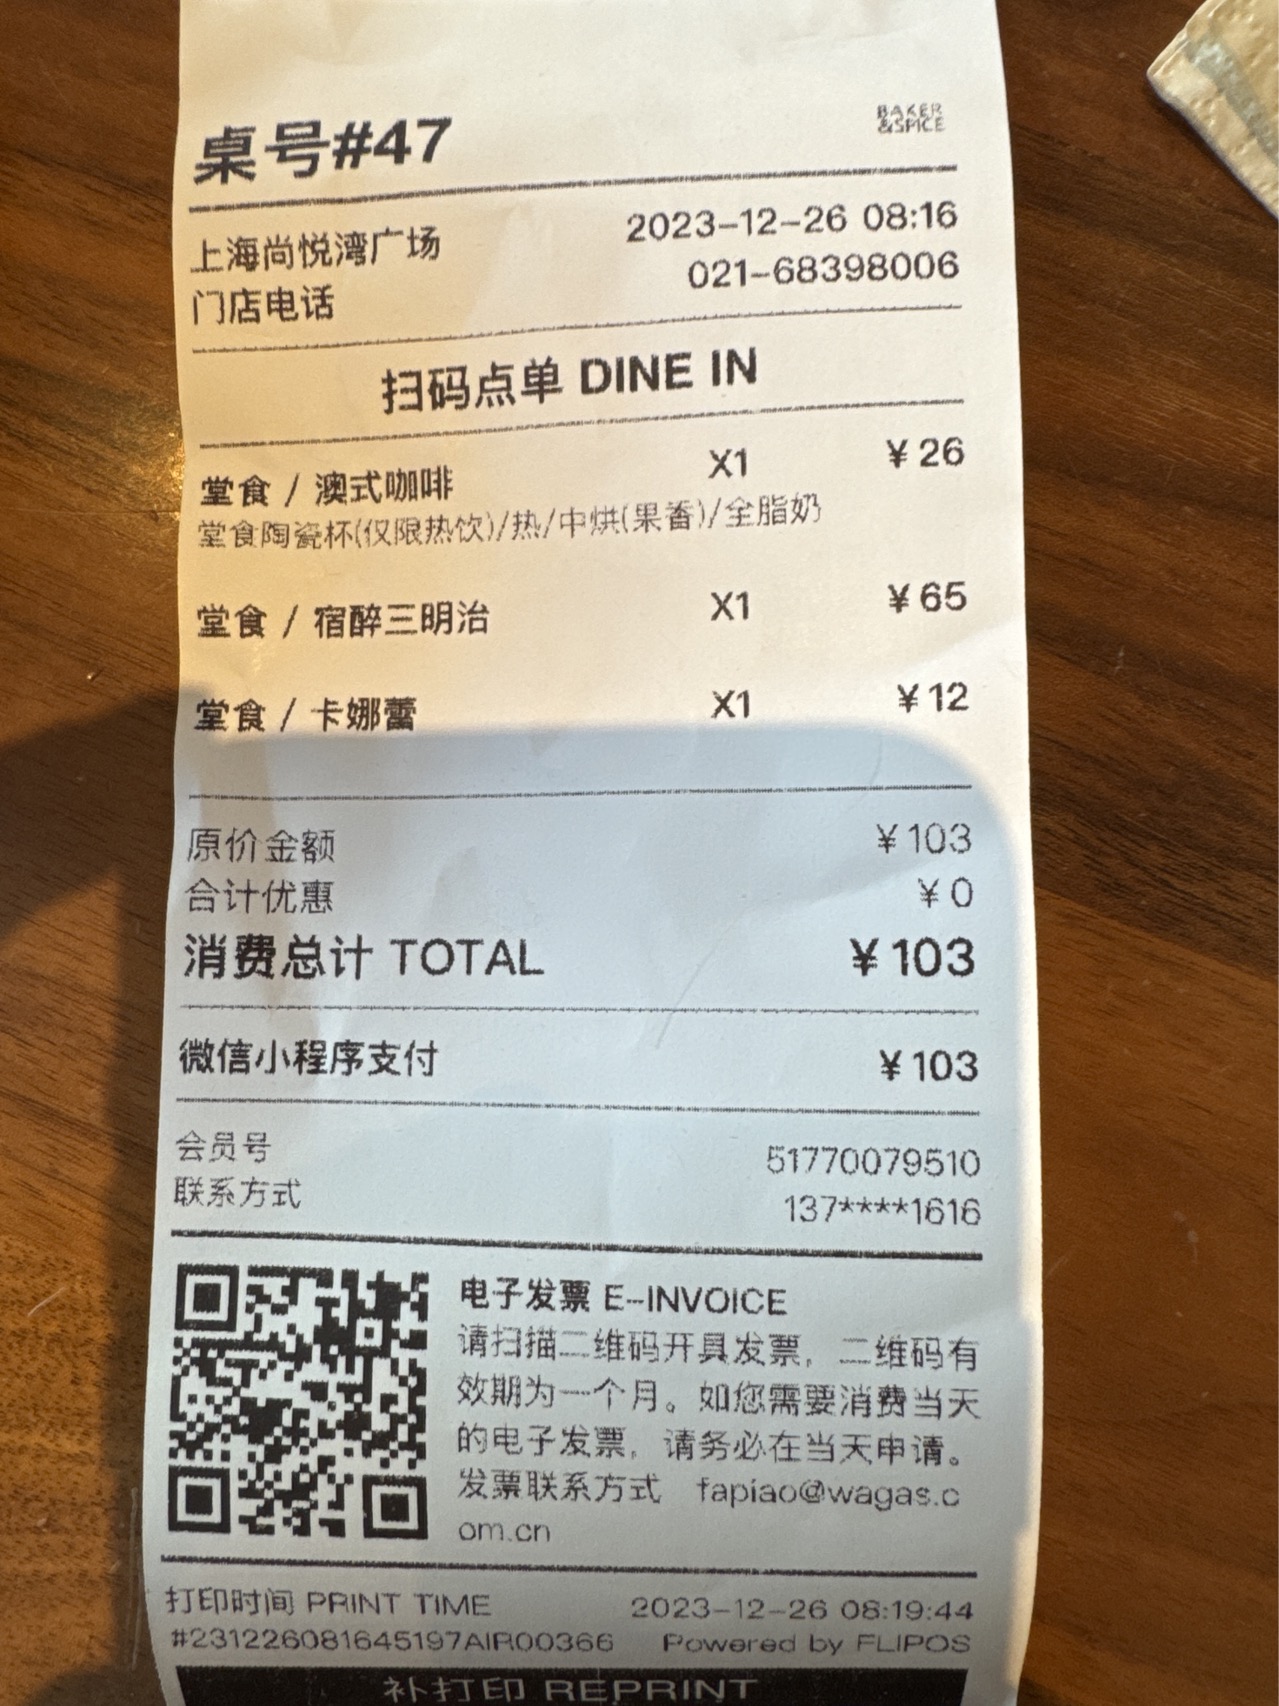 桌号#47
BAKER
&SPICE
上海尚悦湾广场 2023-12-26 08:16
门店电话 021-68398006
扫码点单 DINE IN
堂食 / 澳式咖啡 X1 ¥26
堂食陶瓷杯(仅限热饮)/热/中烘(果香)/全脂奶
堂食 / 宿醉三明治 X1 ¥65
堂食 / 卡娜蕾 X1 ¥12
原价金额 ¥103
合计优惠 ¥0
消费总计 TOTAL ¥103
微信小程序支付 ¥103
会员号 51770079510
联系方式 137****1616
电子发票 E-INVOICE
请扫描二维码开具发票，二维码有
效期为一个月。如您需要消费当天
的电子发票，请务必在当天申请。
发票联系方式 fapiao@wagas.c
om.cn
打印时间 PRINT TIME 2023-12-26 08:19:44
#231226081645197AIR00366 Powered by FLIPOS
补打印 REPRINT